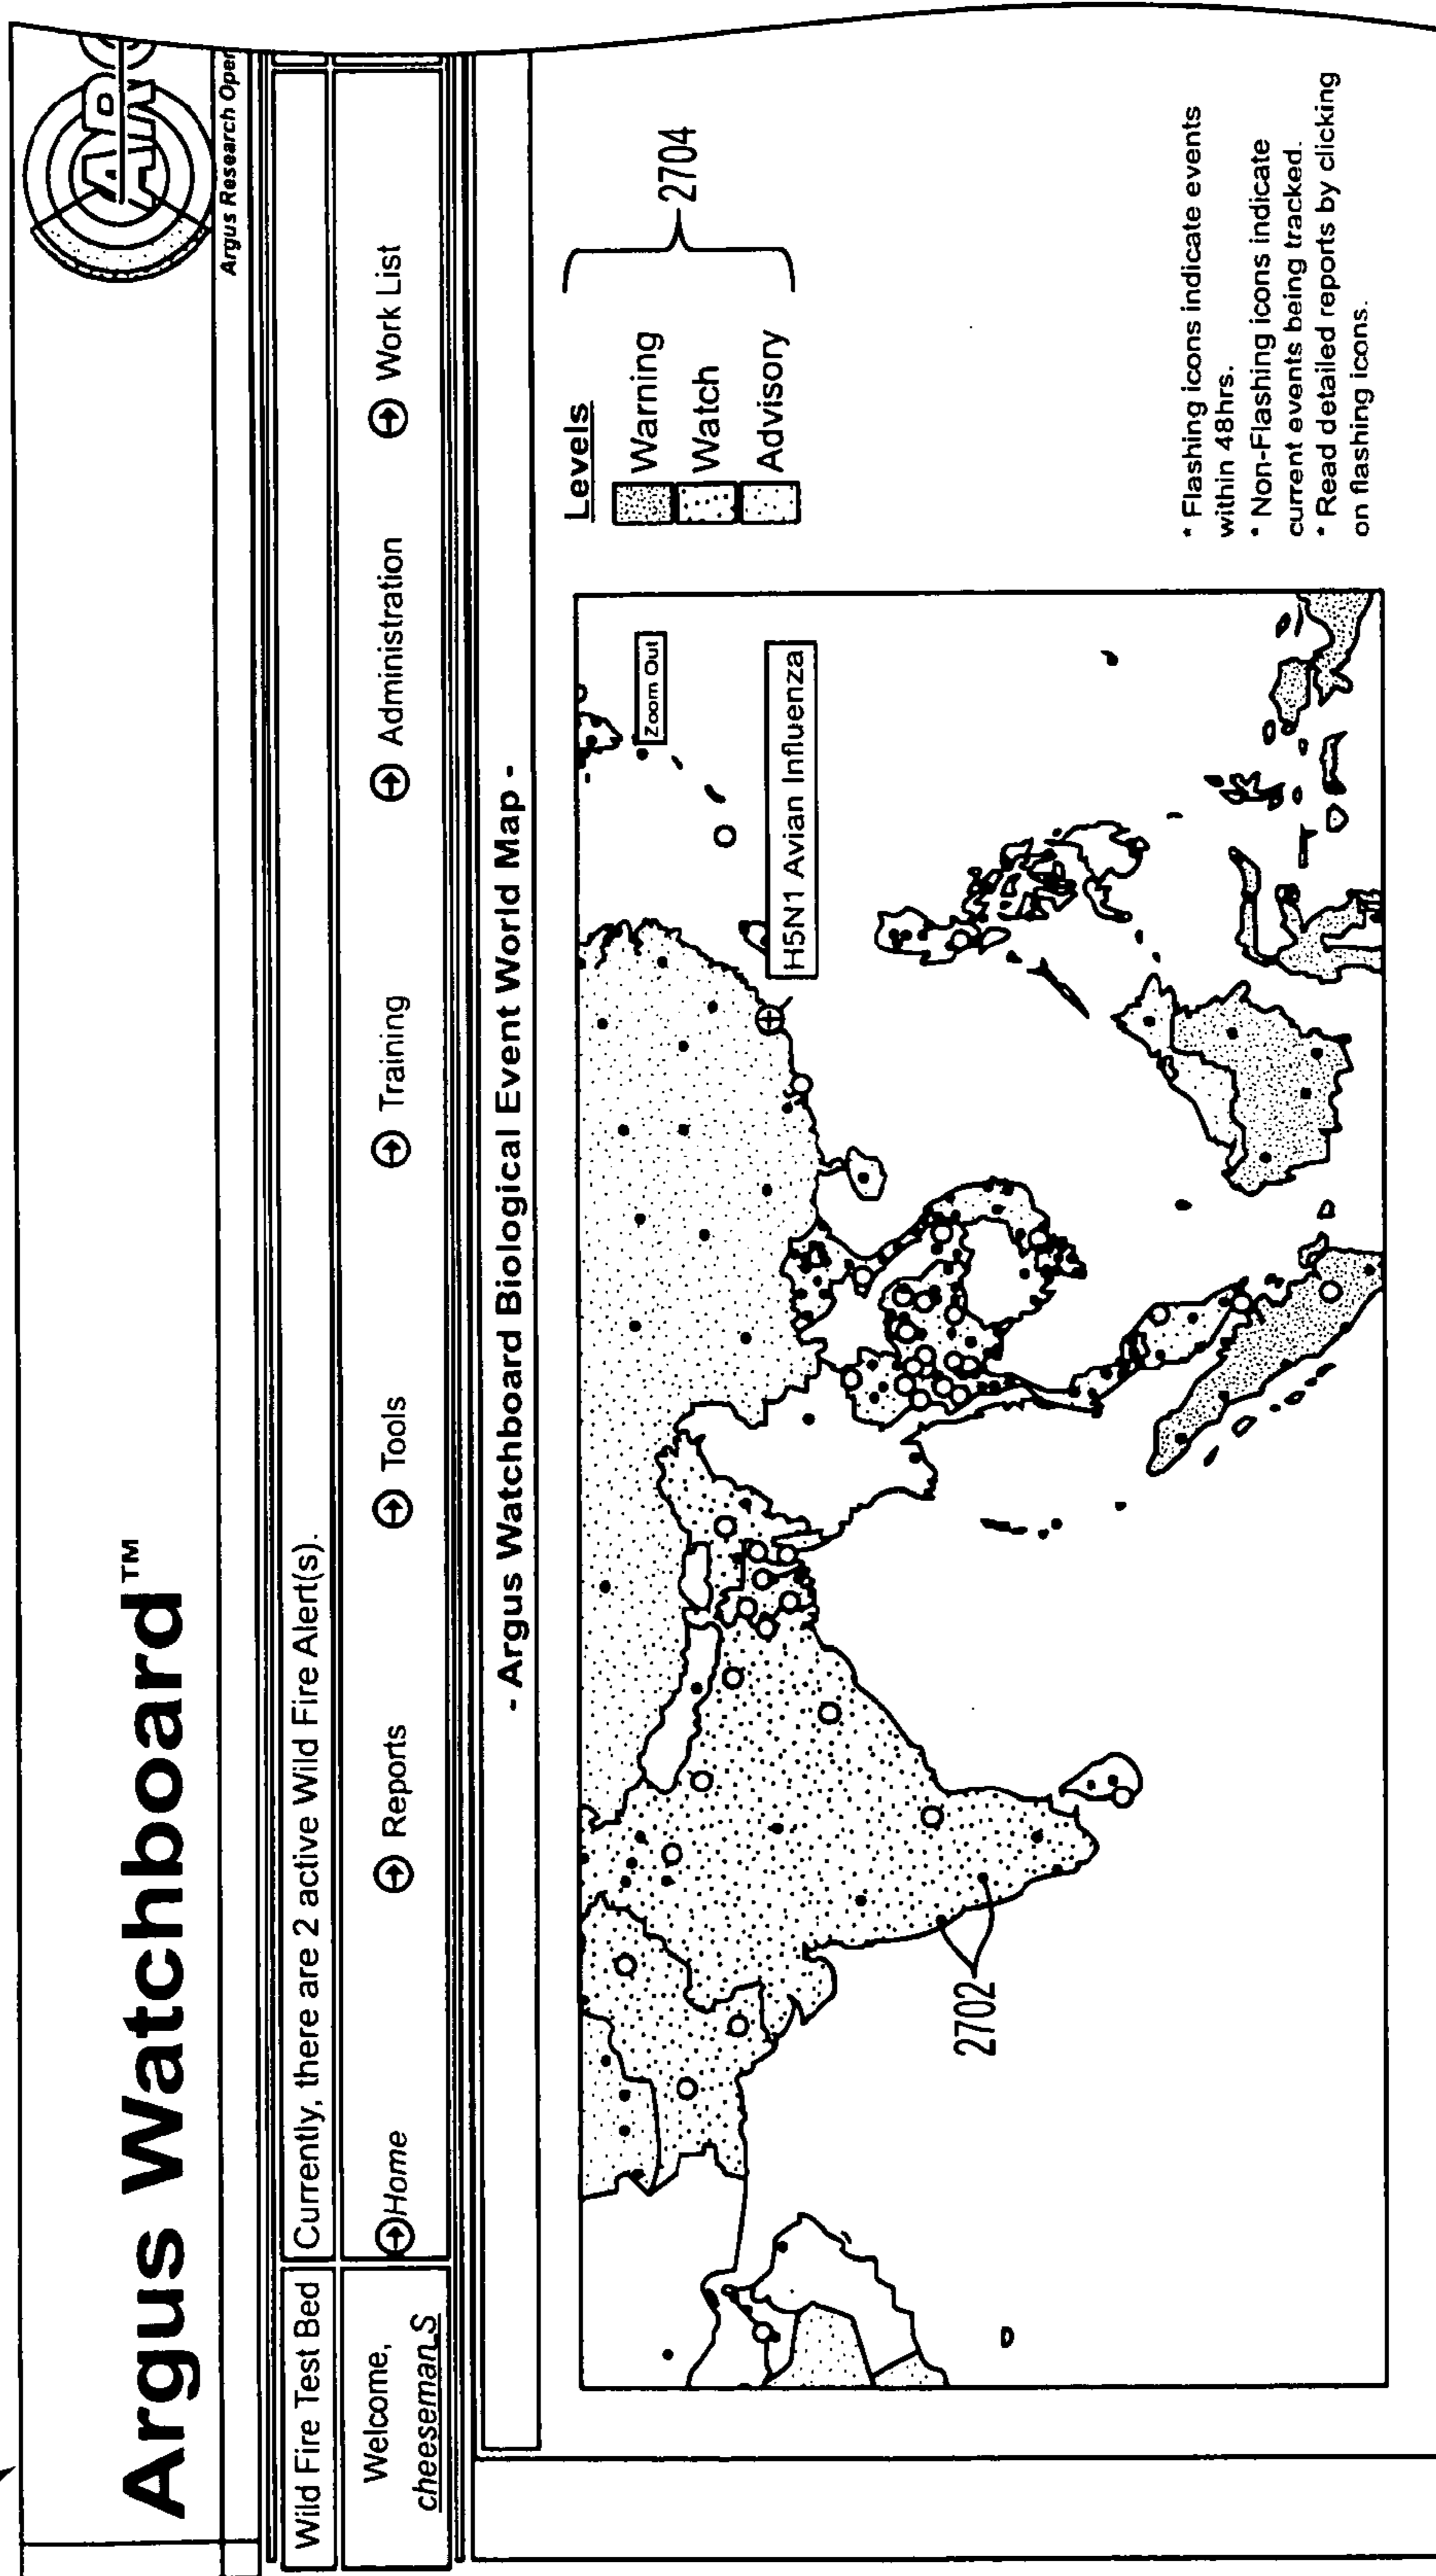 Argus Watchboard™
Argus Research Oper
Wild Fire Test Bed
Currently, there are 2 active Wild Fire Alert(s).
Welcome,
cheesemanS
Home
Reports
Tools
Training
Administration
Work List
- Argus Watchboard Biological Event World Map -
Zoom Out
H5N1 Avian Influenza
2702
Levels
Warning
Watch
Advisory
2704
* Flashing icons indicate events
within 48hrs.
* Non-Flashing icons indicate
current events being tracked.
* Read detailed reports by clicking
on flashing icons.